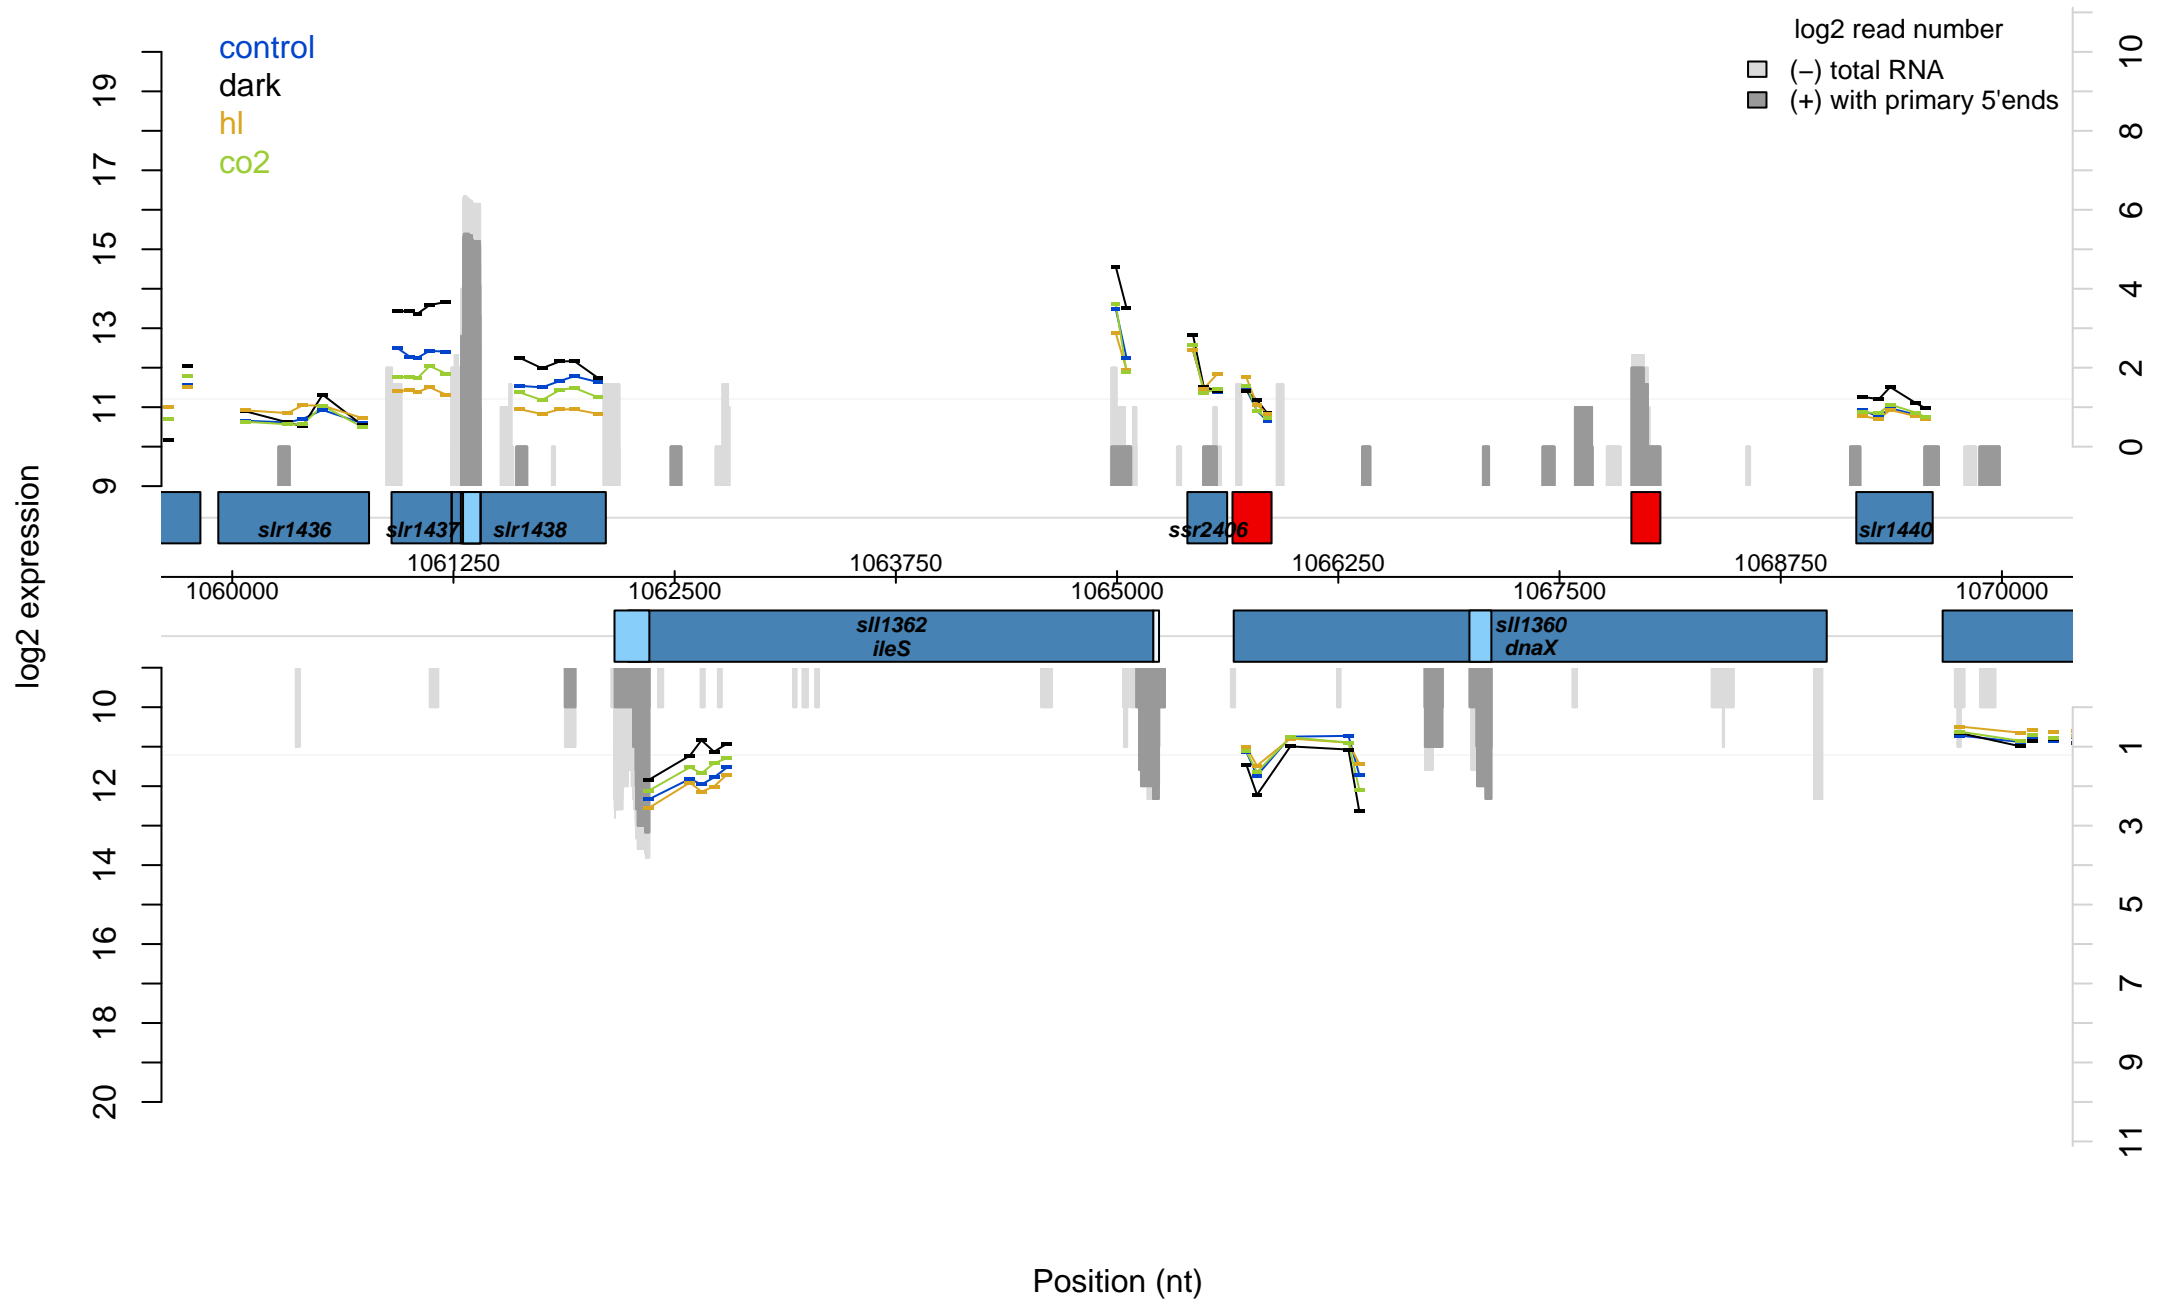 control
dark
hl
co2
log2 read number
(−) total RNA
(+) with primary 5'ends
19
17
15
13
11
9
10
8
6
4
2
0
log2 expression
slr1436
slr1437
slr1438
ssr2406
slr1440
1061250
1063750
1066250
1068750
1060000
1062500
1065000
1067500
1070000
sll1362
ileS
sll1360
dnaX
10
12
14
16
18
20
1
3
5
7
9
11
Position (nt)